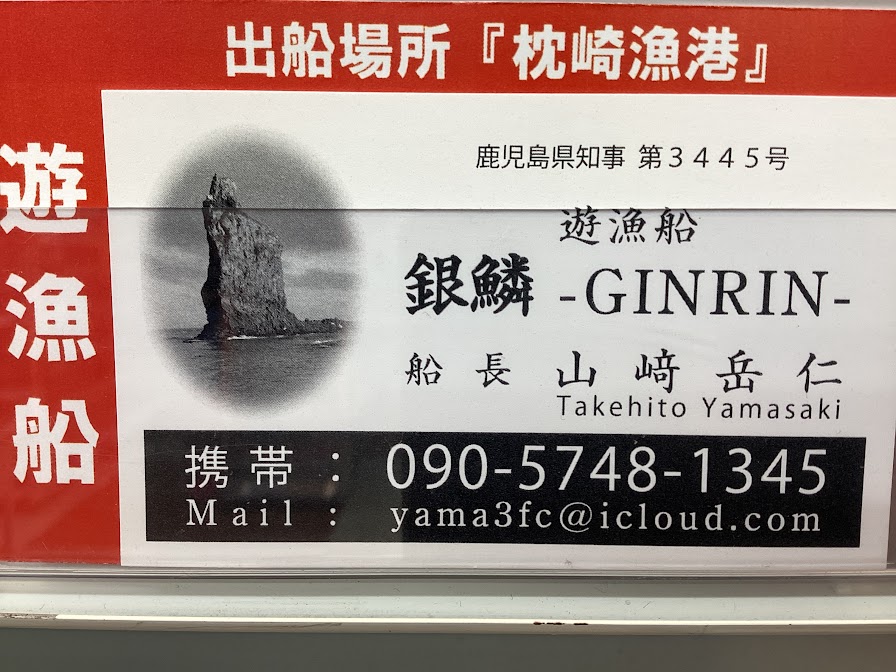 出船場所『枕崎漁港』
遊漁船
鹿児島県知事 第３４４５号
遊漁船
銀鱗 -GINRIN-
船長 山﨑岳仁
Takehito Yamasaki
携帯：090-5748-1345
Mail：yama3fc@icloud.com